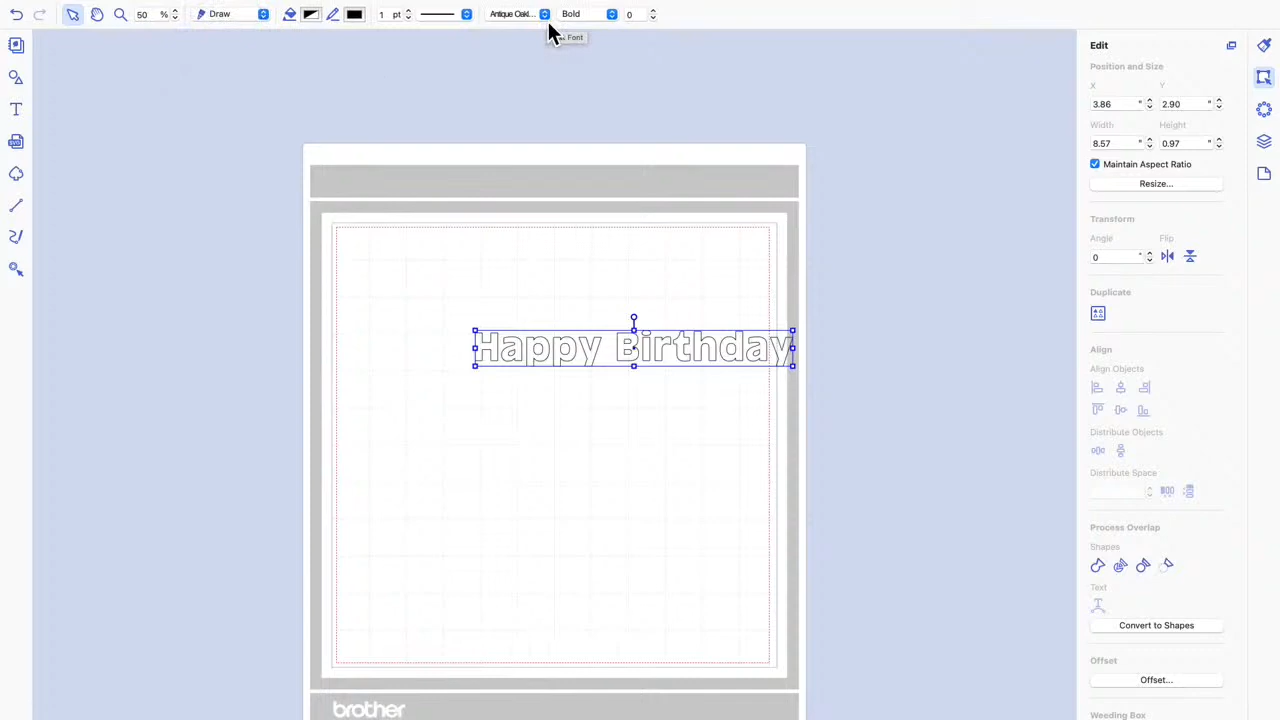 50 % Draw 1 pt Antique Oakl... Bold 0
Font
Edit
Position and Size
X Y
3.86 " 2.90 "
Width Height
8.57 " 0.97 "
Maintain Aspect Ratio
Resize...
Transform
Angle Flip
0 °
Duplicate
Happy Birthday
Align
Align Objects
Distribute Objects
Distribute Space
Process Overlap
Shapes
Text
Convert to Shapes
Offset
Offset...
brother
Weeding Box